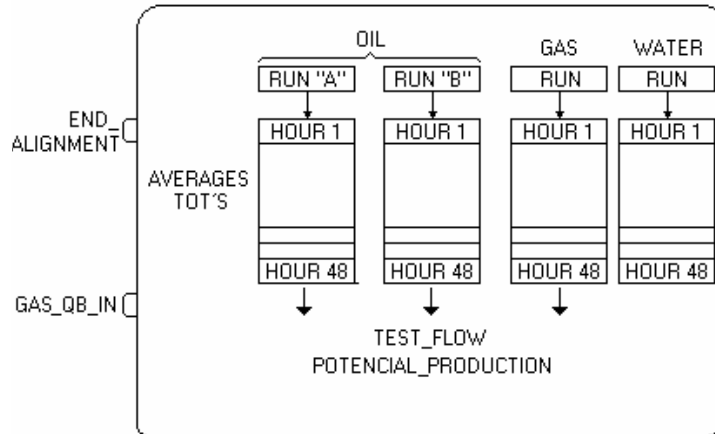 OIL
GAS
WATER
RUN "A"
RUN "B"
RUN
RUN
END_
ALIGNMENT
HOUR 1
HOUR 1
HOUR 1
HOUR 1
AVERAGES
TOT'S
HOUR 48
HOUR 48
HOUR 48
HOUR 48
GAS_QB_IN
TEST_FLOW
POTENCIAL_PRODUCTION